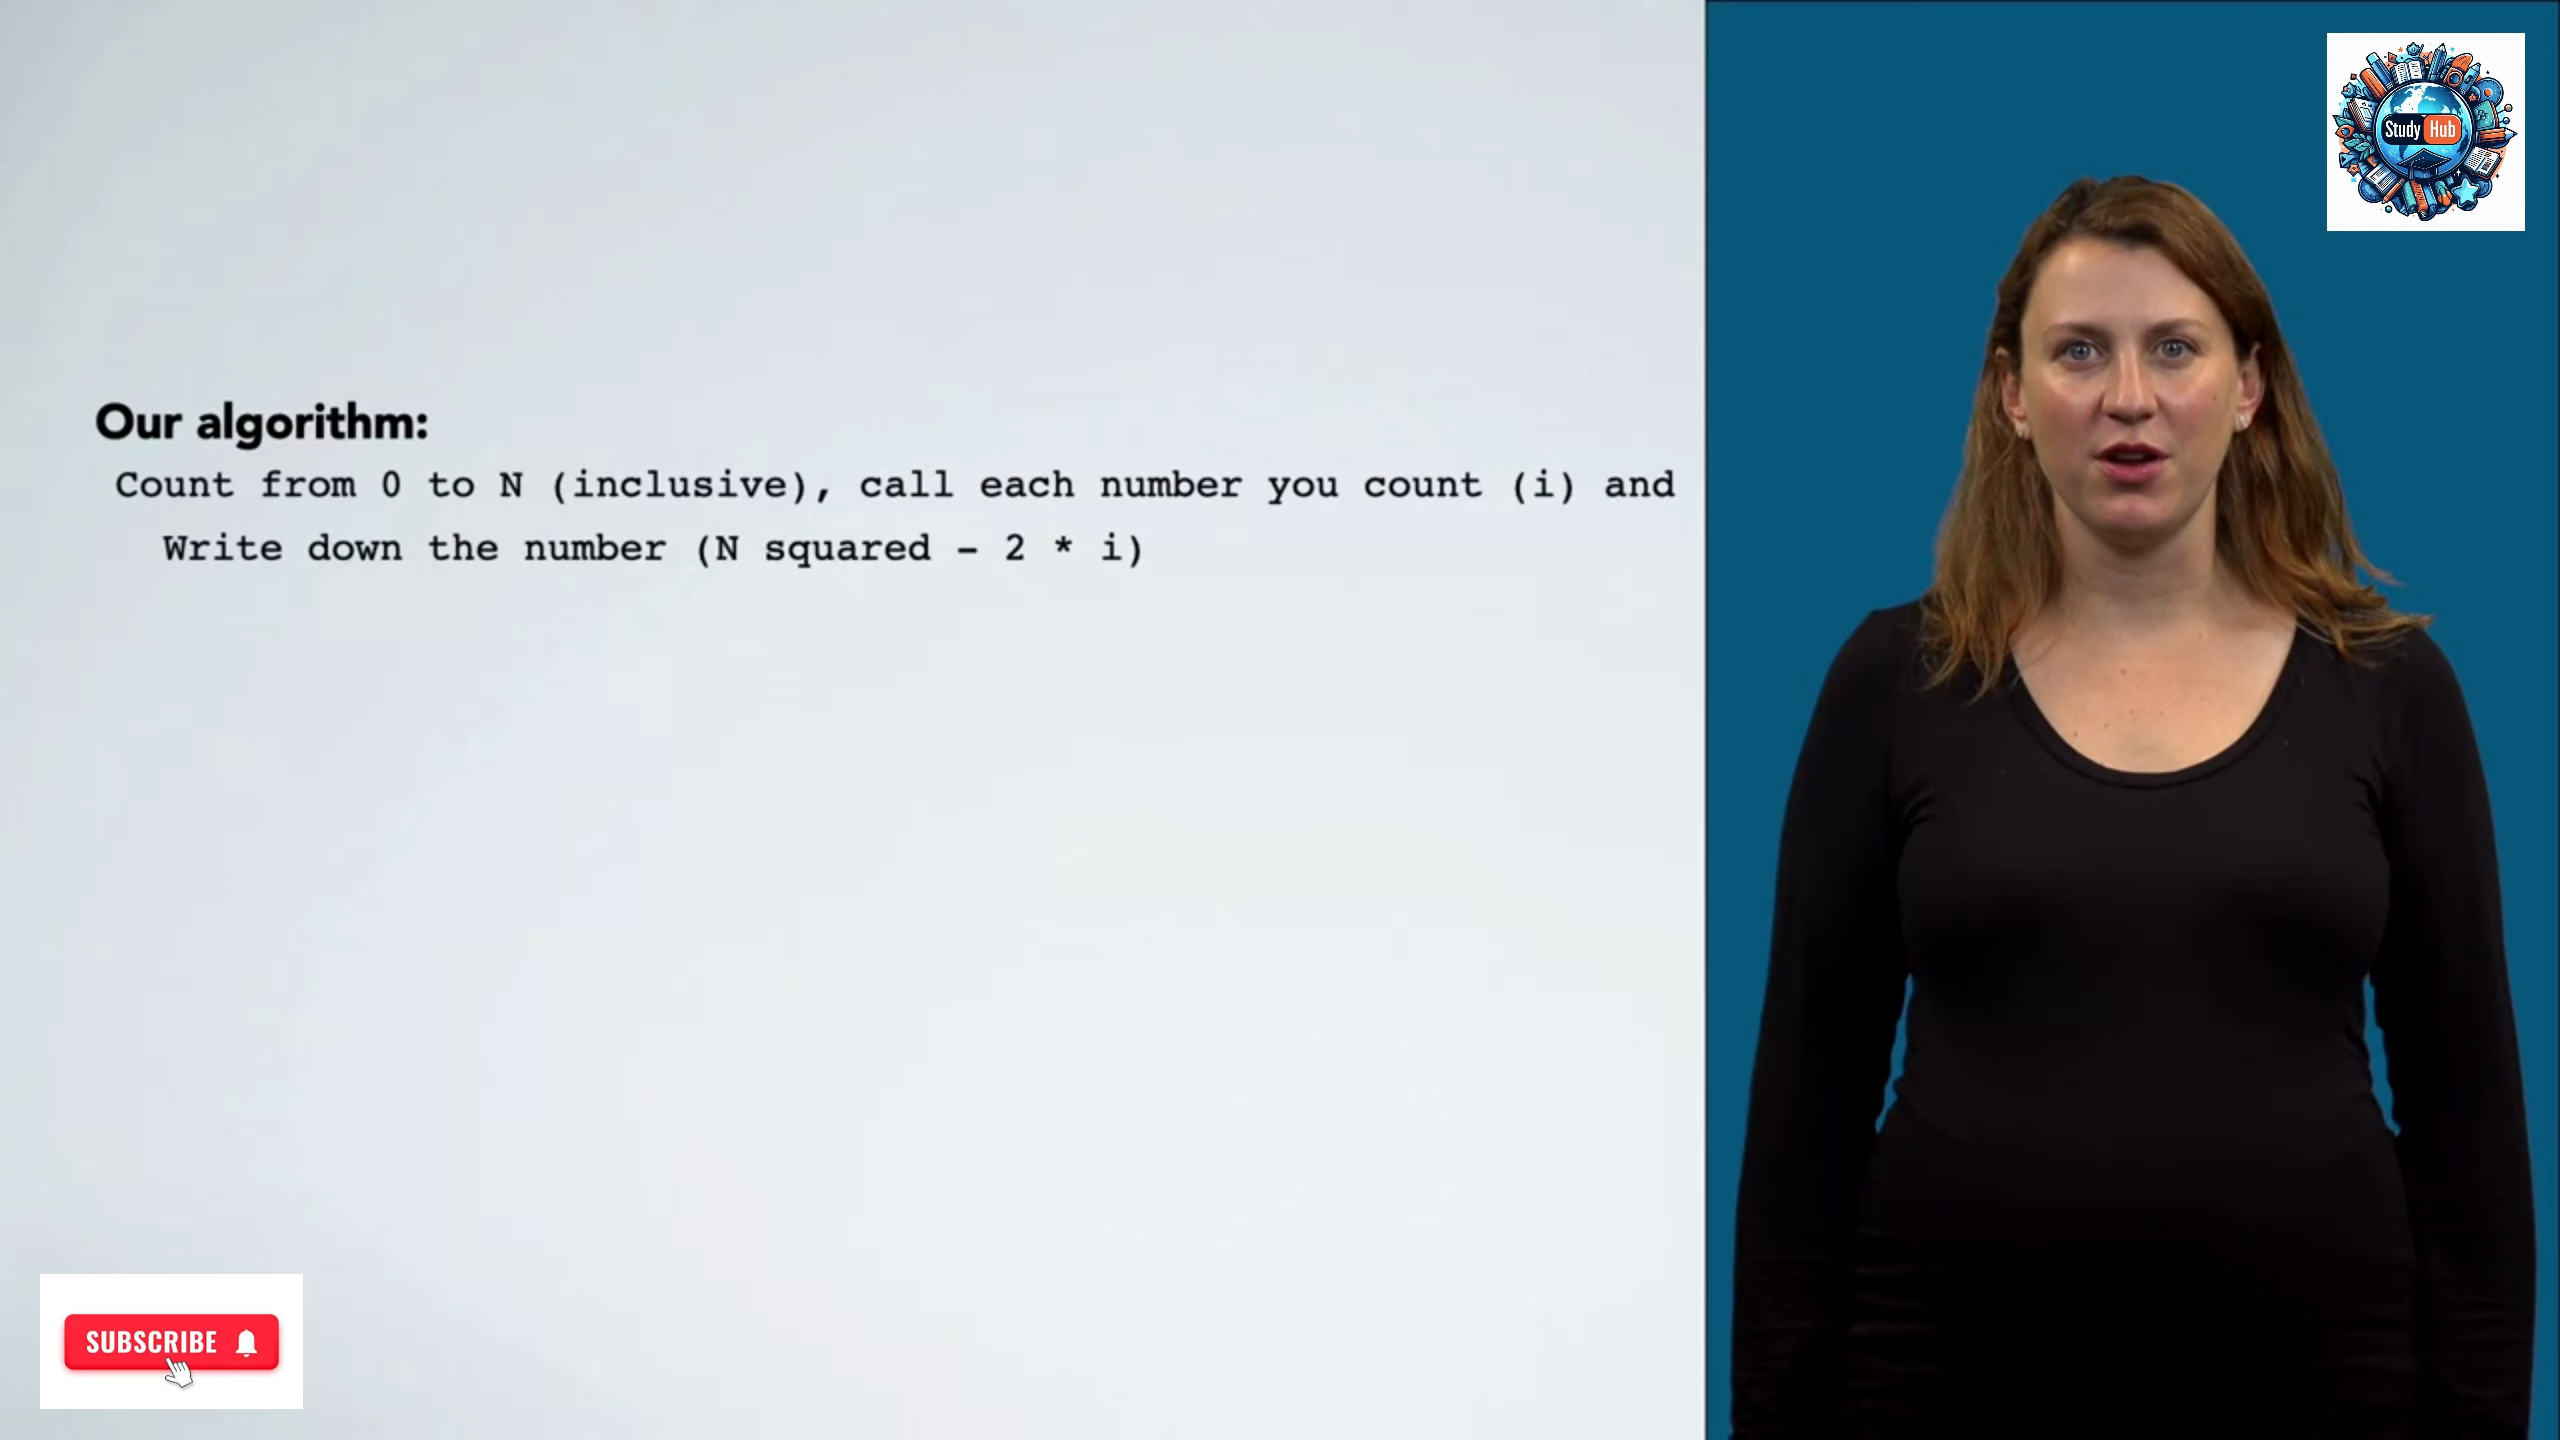 Study Hub
Our algorithm:
Count from 0 to N (inclusive), call each number you count (i) and
Write down the number (N squared - 2 * i)
SUBSCRIBE